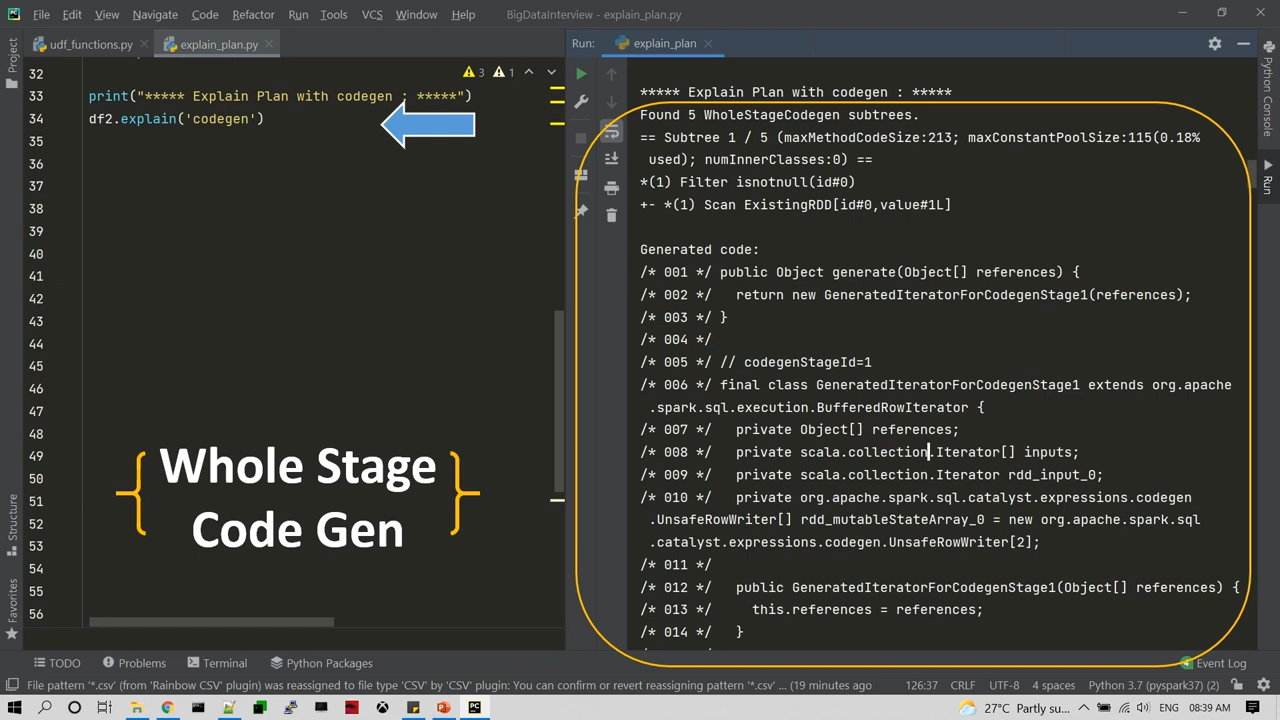 File Edit View Navigate Code Refactor Run Tools VCS Window Help BigDataInterview - explain_plan.py
Project
udf_functions.py
explain_plan.py
3 1
32
33 print("***** Explain Plan with codegen : *****")
34 df2.explain('codegen')
35
36
37
38
39
40
41
42
43
44
45
46
47
48
49
50
51
52
53
54
55
56
Whole Stage
Code Gen
Structure
Favorites
Run: explain_plan
***** Explain Plan with codegen : *****
Found 5 WholeStageCodegen subtrees.
== Subtree 1 / 5 (maxMethodCodeSize:213; maxConstantPoolSize:115(0.18%
used); numInnerClasses:0) ==
*(1) Filter isnotnull(id#0)
+- *(1) Scan ExistingRDD[id#0,value#1L]
Generated code:
/* 001 */ public Object generate(Object[] references) {
/* 002 */   return new GeneratedIteratorForCodegenStage1(references);
/* 003 */ }
/* 004 */
/* 005 */ // codegenStageId=1
/* 006 */ final class GeneratedIteratorForCodegenStage1 extends org.apache
.spark.sql.execution.BufferedRowIterator {
/* 007 */   private Object[] references;
/* 008 */   private scala.collection.Iterator[] inputs;
/* 009 */   private scala.collection.Iterator rdd_input_0;
/* 010 */   private org.apache.spark.sql.catalyst.expressions.codegen
.UnsafeRowWriter[] rdd_mutableStateArray_0 = new org.apache.spark.sql
.catalyst.expressions.codegen.UnsafeRowWriter[2];
/* 011 */
/* 012 */   public GeneratedIteratorForCodegenStage1(Object[] references) {
/* 013 */     this.references = references;
/* 014 */   }
Python Console
Run
TODO Problems Terminal Python Packages Event Log
File pattern '*.csv' (from 'Rainbow CSV' plugin) was reassigned to file type 'CSV' by 'CSV' plugin: You can confirm or revert reassigning pattern '*.csv' ... (19 minutes ago) 126:37 CRLF UTF-8 4 spaces Python 3.7 (pyspark37) (2)
27°C Partly su... ENG 08:39 AM